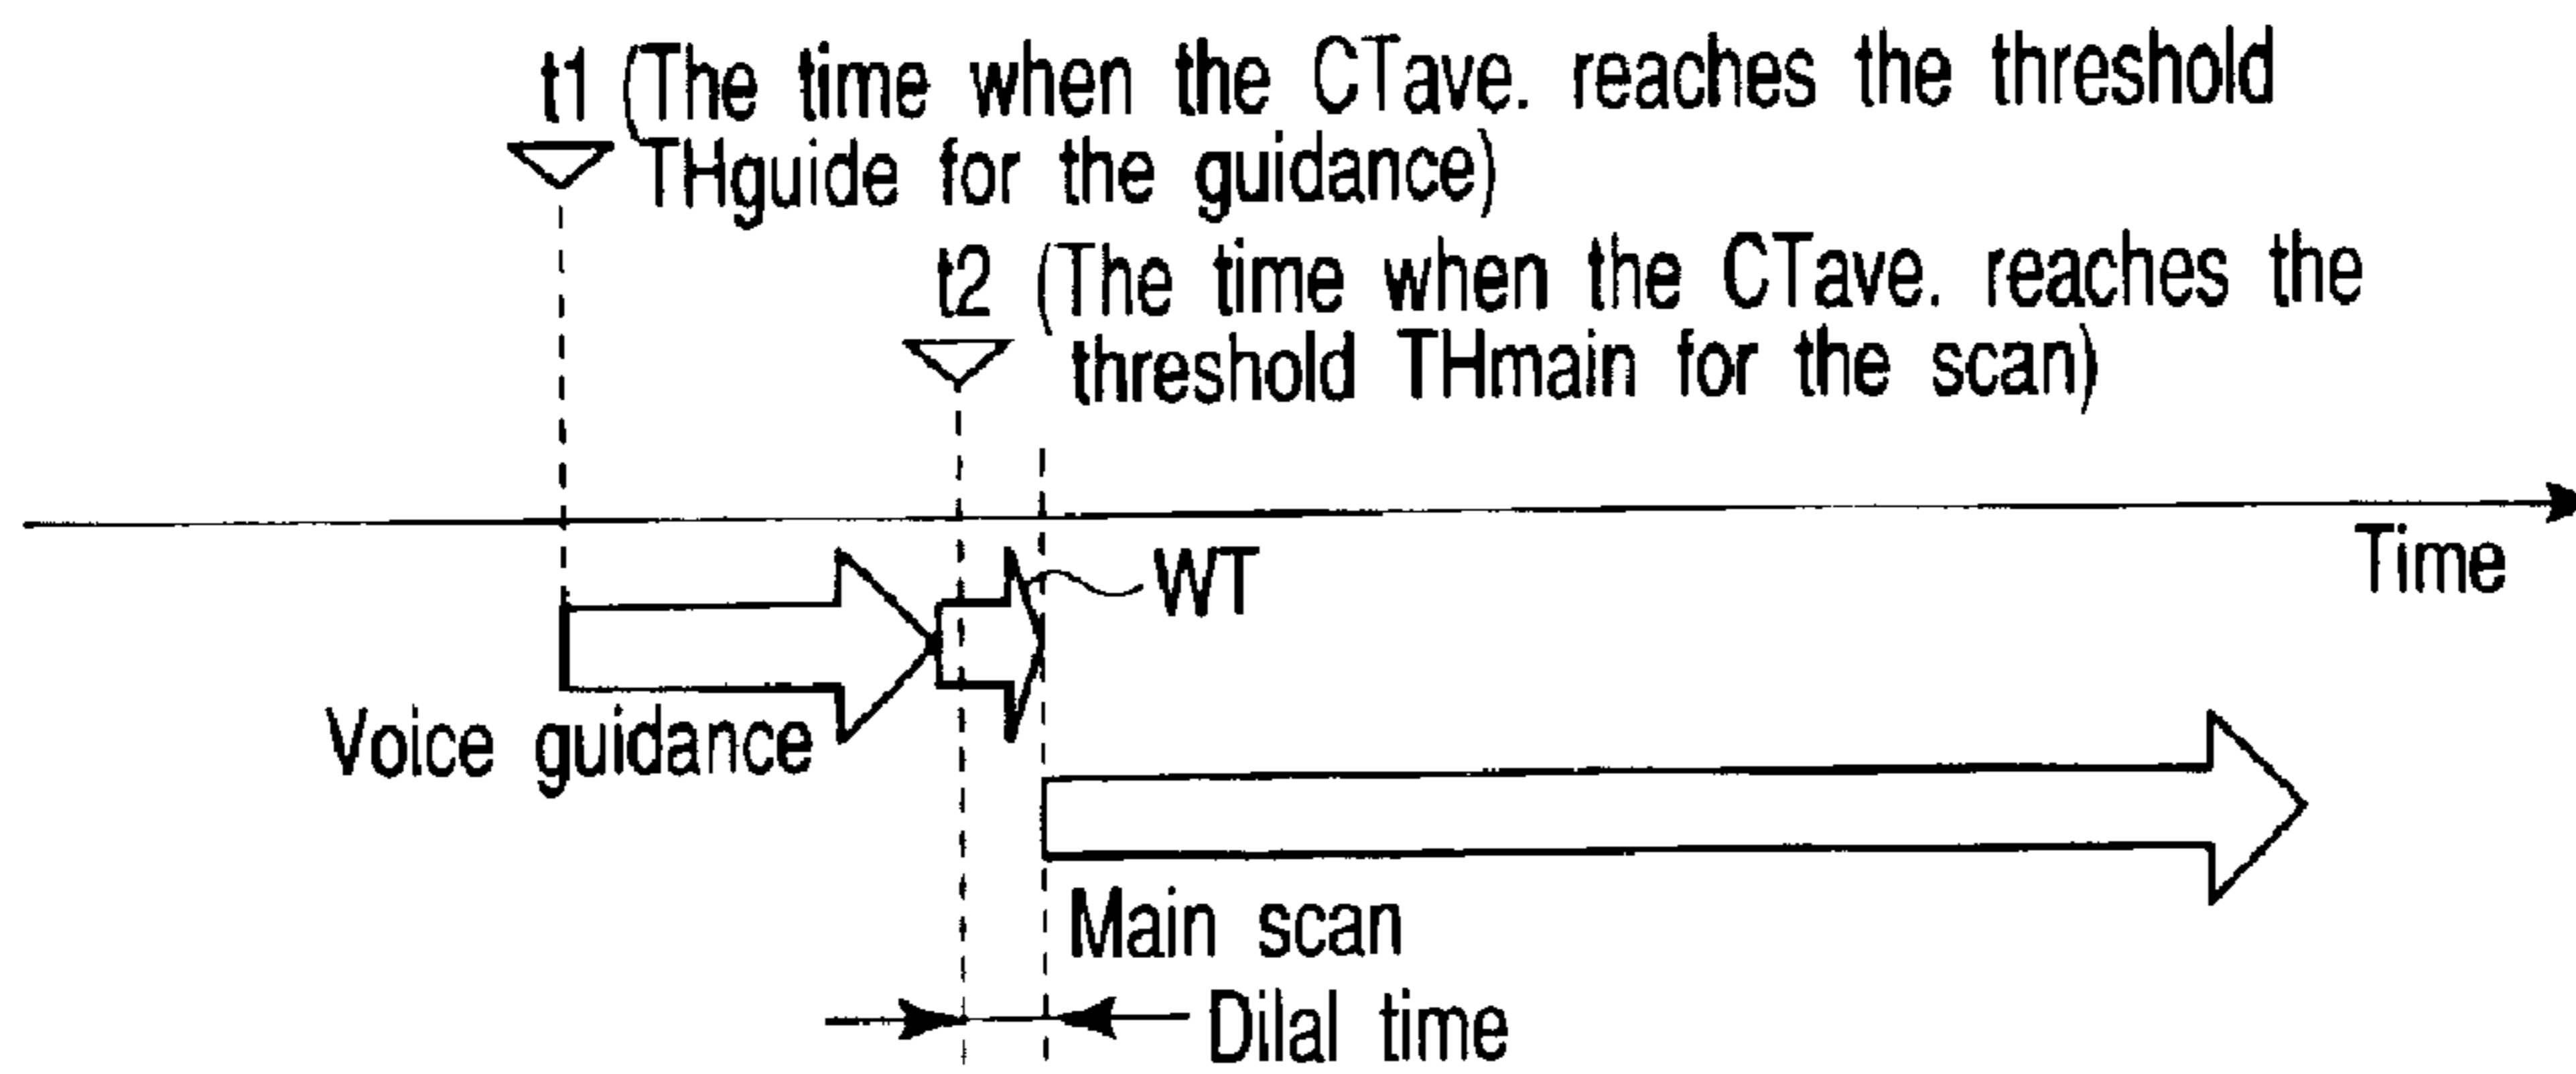 t1 (The time when the CTave. reaches the threshold
THguide for the guidance)
t2 (The time when the CTave. reaches the
threshold THmain for the scan)
Time
WT
Voice guidance
Main scan
Dilal time